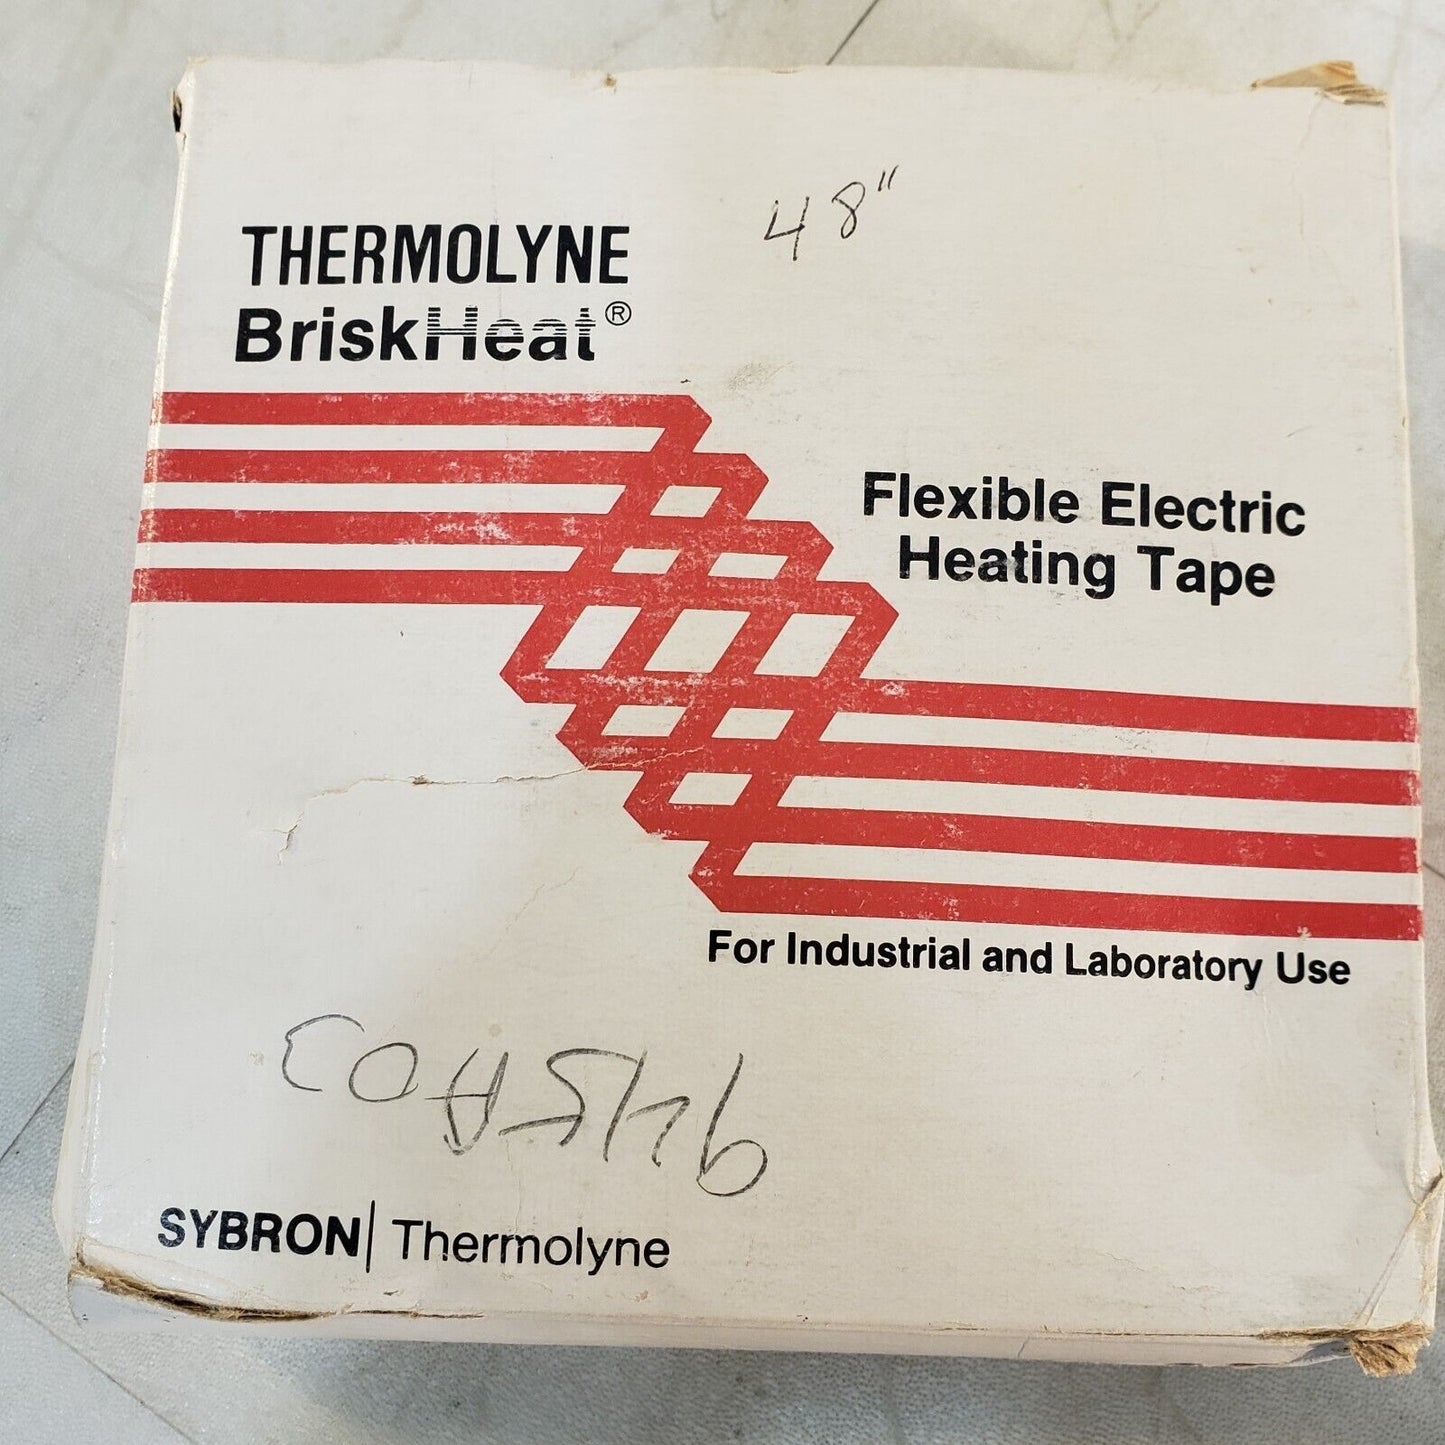 48"
THERMOLYNE
BriskHeat®
Flexible Electric
Heating Tape
For Industrial and Laboratory Use
SYBRON | Thermolyne